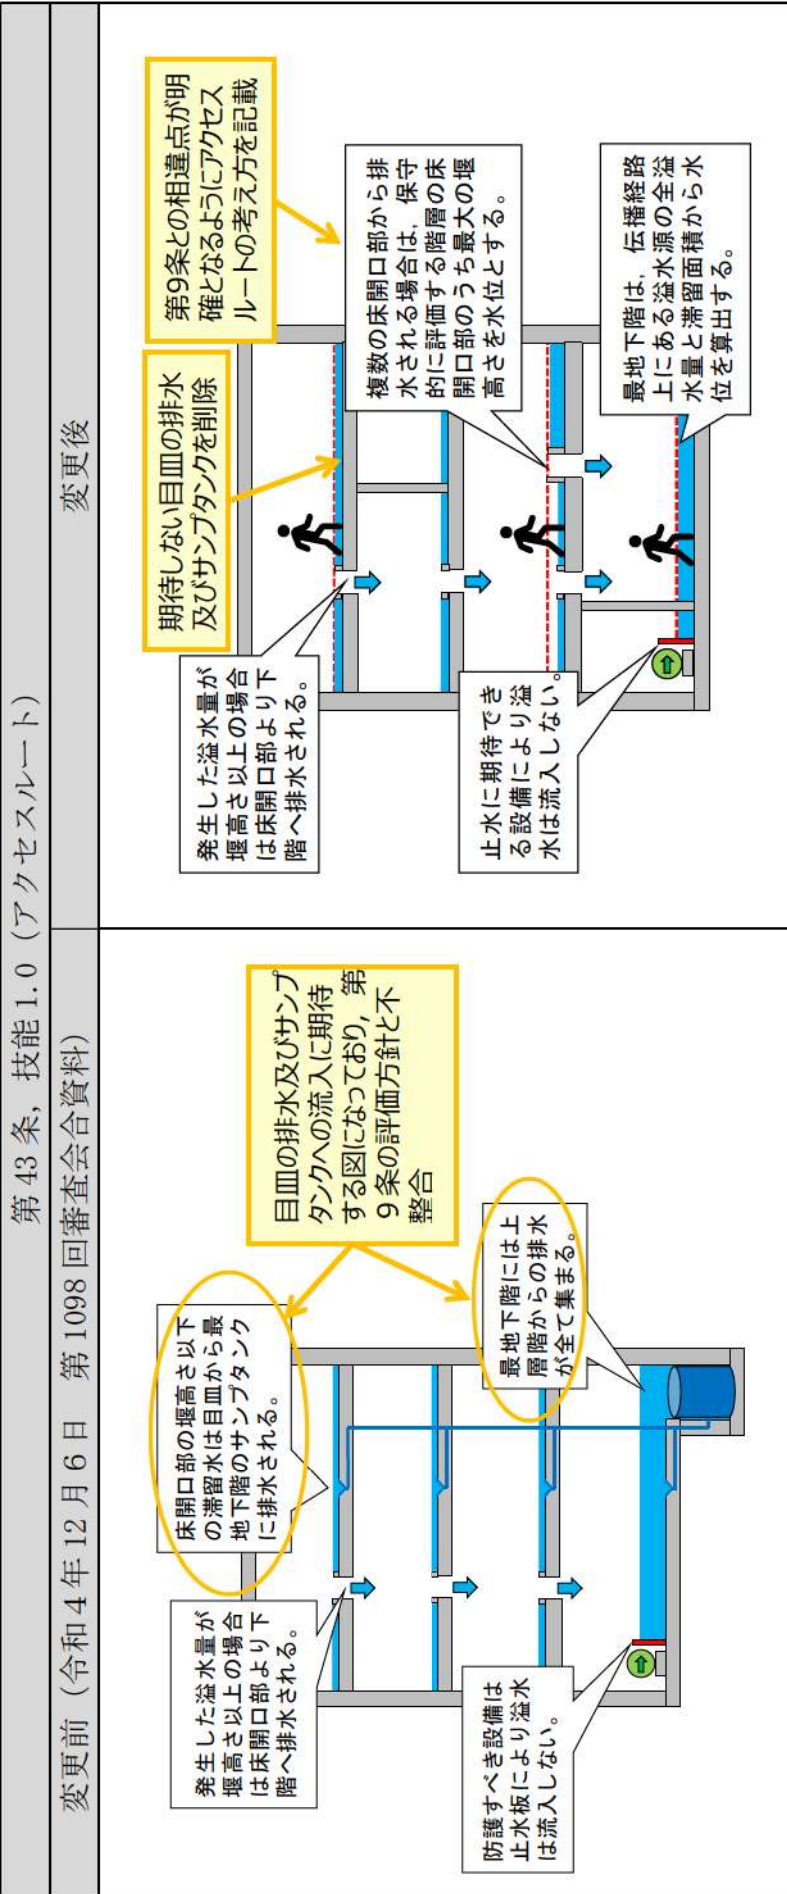 第43条，技能1.0（アクセスルート）
変更前（令和4年12月6日　第1098回審査会合資料）
変更後
発生した溢水量が
堰高さ以上の場合
は床開口部より下
階へ排水される。
床開口部の堰高さ以下
の滞留水は目皿から最
地下階のサンプタンク
に排水される。
目皿の排水及びサンプ
タンクへの流入に期待
する図になっており，第
９条の評価方針と不
整合
防護すべき設備は
止水板により溢水
は流入しない。
最地下階には上
層階からの排水
が全て集まる。
発生した溢水量が
堰高さ以上の場合
は床開口部より下
階へ排水される。
期待しない目皿の排水
及びサンプタンクを削除
第9条との相違点が明
確となるようにアクセス
ルートの考え方を記載
複数の床開口部から排
水される場合は，保守
的に評価する階層の床
開口部のうち最大の堰
高さを水位とする。
止水に期待でき
る設備により溢
水は流入しない。
最地下階は，伝播経路
上にある溢水源の全溢
水量と滞留面積から水
位を算出する。